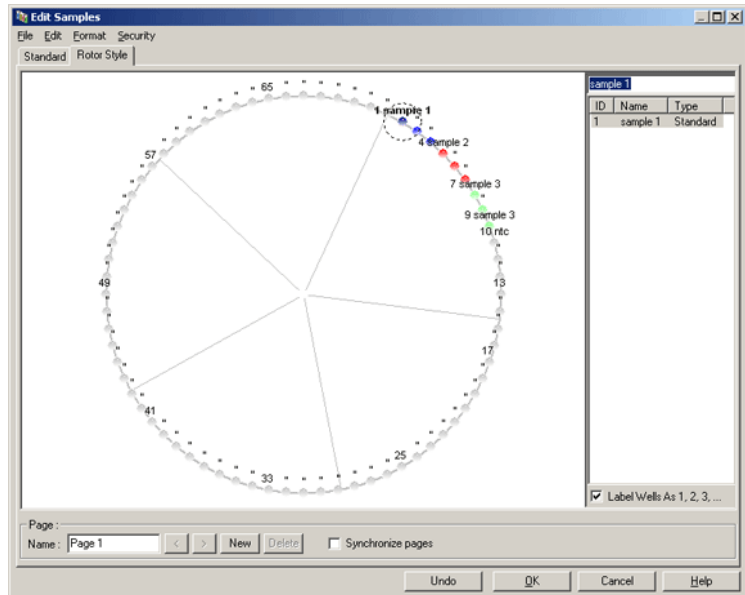 Edit Samples
File Edit Format Security
Standard Rotor Style
sample 1
ID Name Type
1 sample 1 Standard
65
1 sample 1
4 sample 2
57
7 sample 3
9 sample 3
10 ntc
49
13
17
41
25
33
Label Wells As 1, 2, 3, ...
Page :
Name : Page 1 < > New Delete Synchronize pages
Undo OK Cancel Help